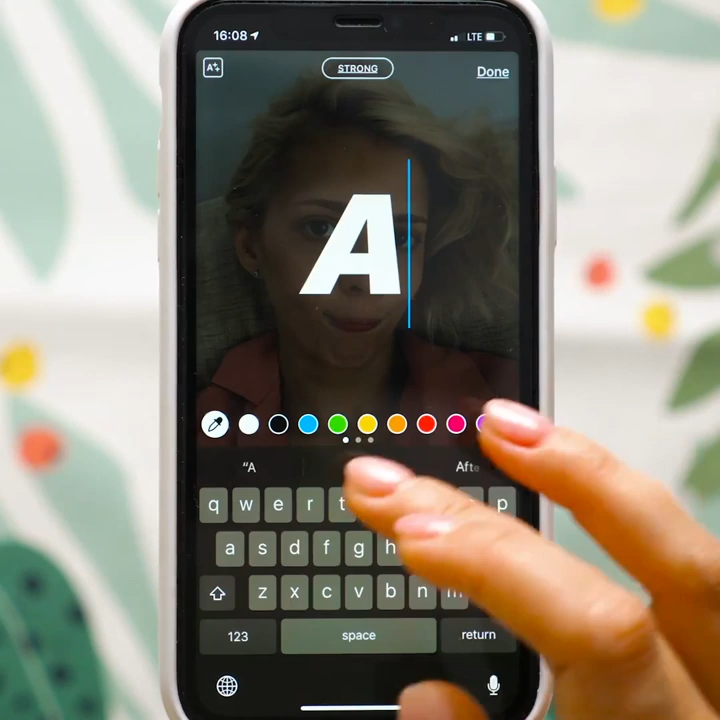 16:08 LTE
A STRONG Done
A
"A Afte
q w e r t p
a s d f g h
z x c v b n m
123 space return